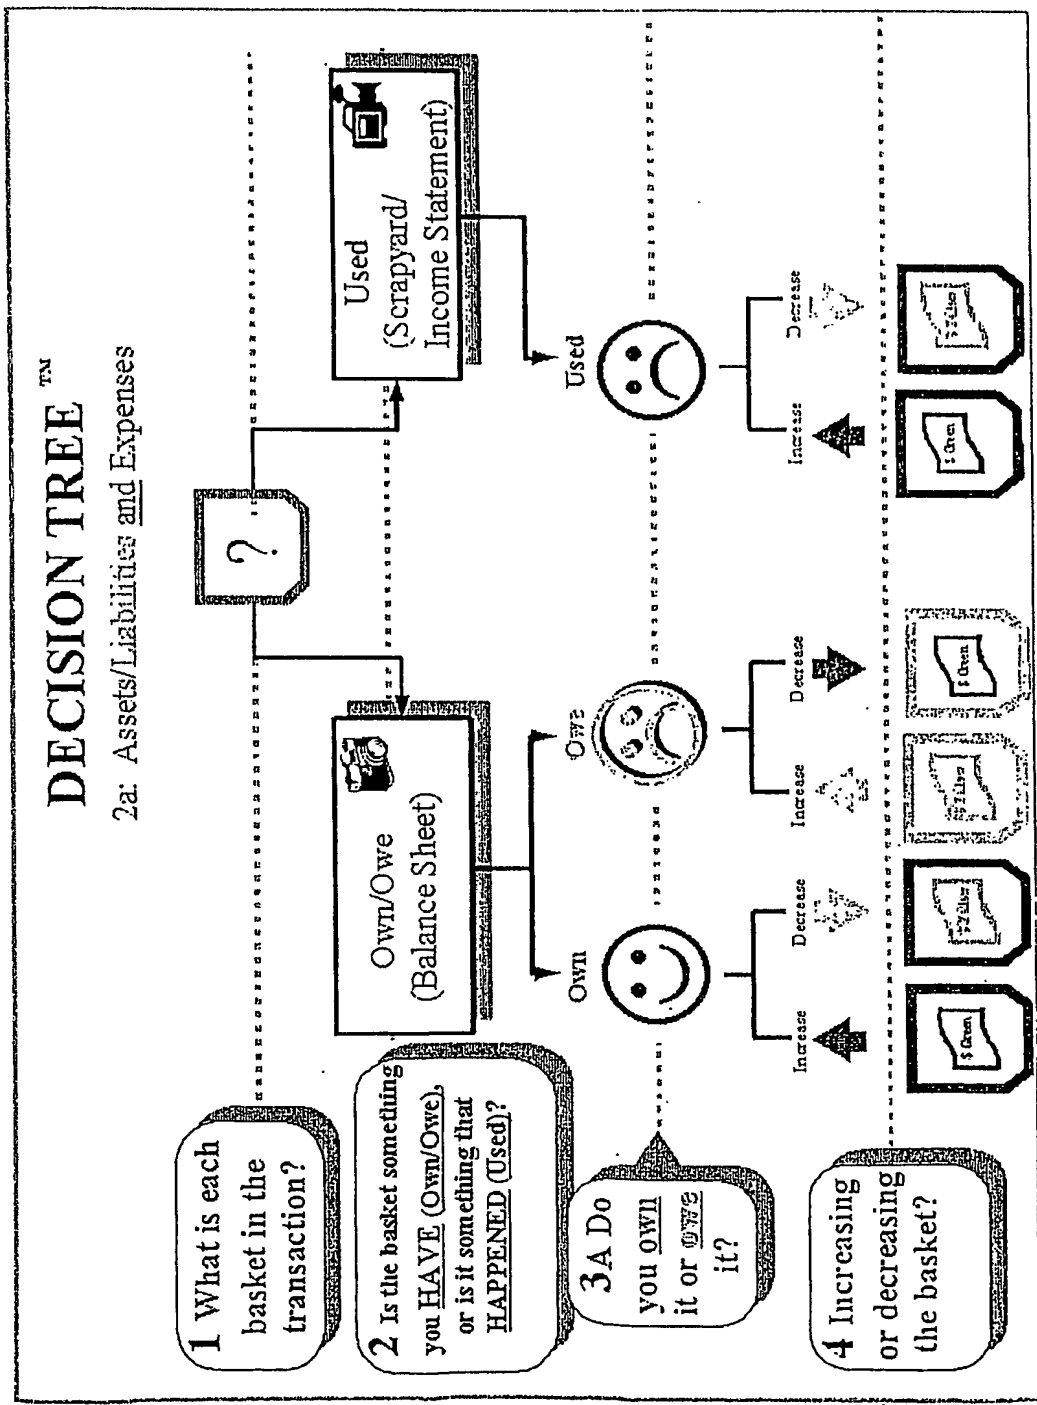 DECISION TREE ™
2a: Assets/Liabilities and Expenses
1 What is each
basket in the
transaction?
?
2 Is the basket something
you HAVE (Own/Owe),
or is it something that
HAPPENED (Used)?
Own/Owe
(Balance Sheet)
Used
(Scrapyard/
Income Statement)
3A Do
you own
it or owe
it?
Own
Owe
Used
4 Increasing
or decreasing
the basket?
Increase
Decrease
Increase
Decrease
Increase
Decrease
$ Green
$ Green
$ Green